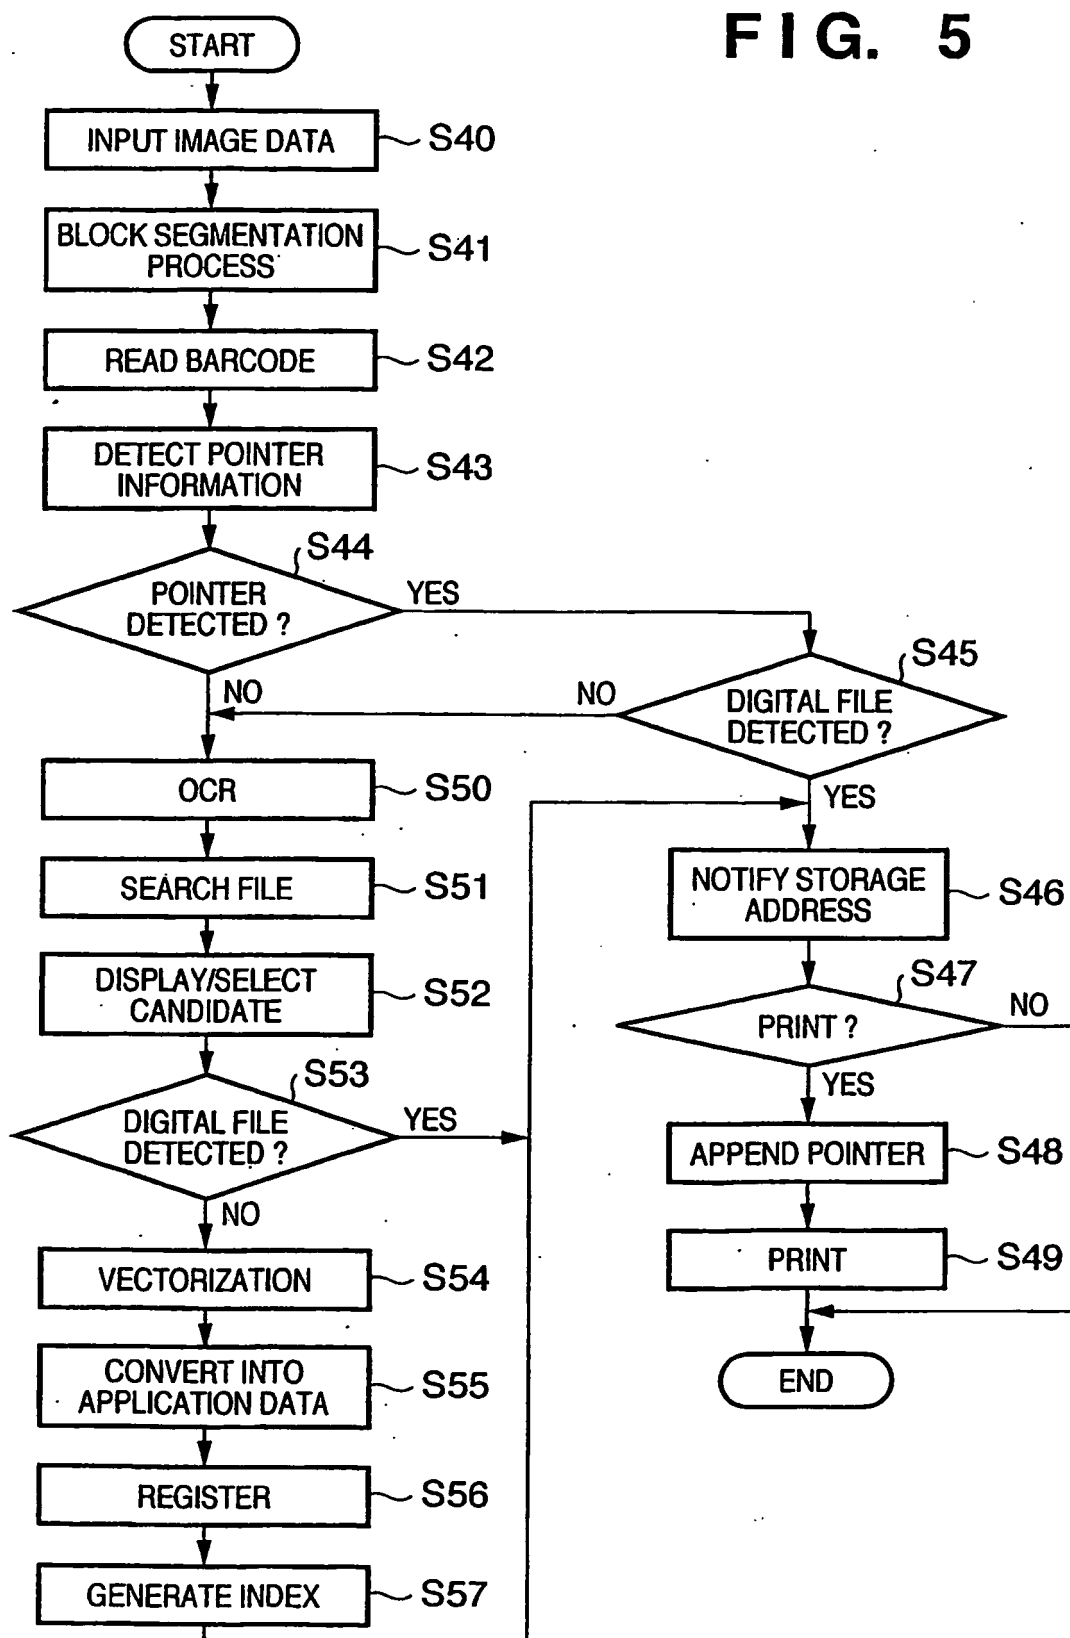 FIG. 5
START
INPUT IMAGE DATA
S40
BLOCK SEGMENTATION
PROCESS
S41
READ BARCODE
S42
DETECT POINTER
INFORMATION
S43
S44
POINTER
DETECTED ?
YES
NO
S45
DIGITAL FILE
DETECTED ?
NO
YES
OCR
S50
SEARCH FILE
S51
DISPLAY/SELECT
CANDIDATE
S52
S53
DIGITAL FILE
DETECTED ?
YES
NO
VECTORIZATION
S54
CONVERT INTO
APPLICATION DATA
S55
REGISTER
S56
GENERATE INDEX
S57
NOTIFY STORAGE
ADDRESS
S46
S47
PRINT ?
NO
YES
APPEND POINTER
S48
PRINT
S49
END